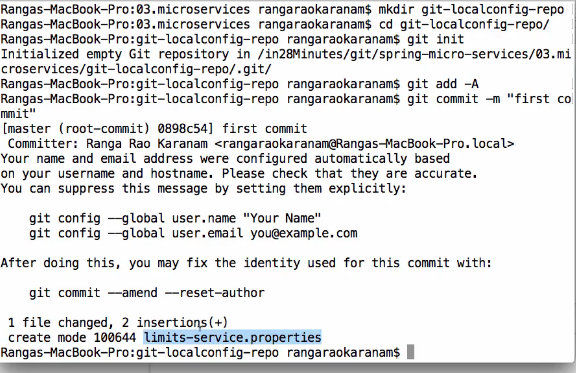 Rangas-MacBook-Pro:03.microservices rangaraokaranam$ mkdir git-localconfig-repo
Rangas-MacBook-Pro:03.microservices rangaraokaranam$ cd git-localconfig-repo/
Rangas-MacBook-Pro:git-localconfig-repo rangaraokaranam$ git init
Initialized empty Git repository in /in28Minutes/git/spring-micro-services/03.mi
croservices/git-localconfig-repo/.git/
Rangas-MacBook-Pro:git-localconfig-repo rangaraokaranam$ git add -A
Rangas-MacBook-Pro:git-localconfig-repo rangaraokaranam$ git commit -m "first co
mmit"
[master (root-commit) 0898c54] first commit
 Committer: Ranga Rao Karanam <rangaraokaranam@Rangas-MacBook-Pro.local>
Your name and email address were configured automatically based
on your username and hostname. Please check that they are accurate.
You can suppress this message by setting them explicitly:

    git config --global user.name "Your Name"
    git config --global user.email you@example.com

After doing this, you may fix the identity used for this commit with:

    git commit --amend --reset-author

 1 file changed, 2 insertions(+)
 create mode 100644 limits-service.properties
Rangas-MacBook-Pro:git-localconfig-repo rangaraokaranam$